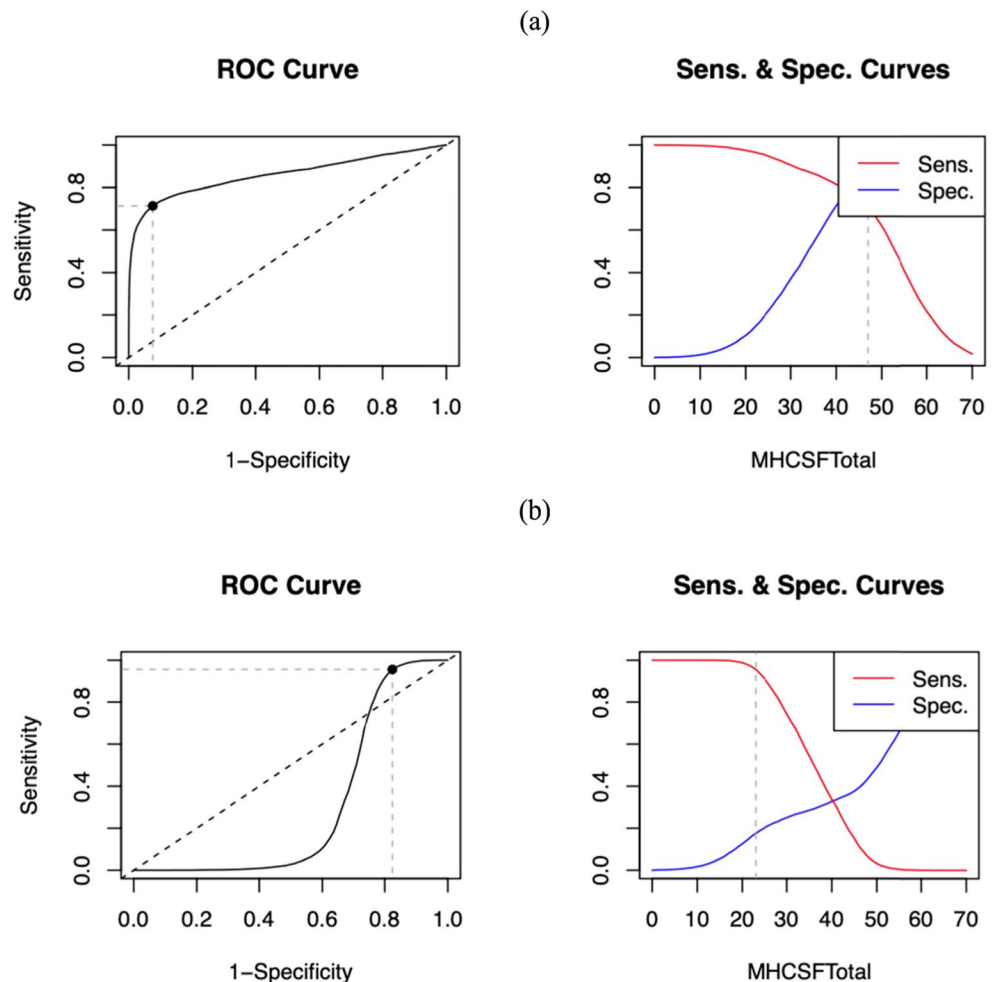 (a)
ROC Curve
Sens. & Spec. Curves
Sensitivity
0.0 0.4 0.8
0.0 0.2 0.4 0.6 0.8 1.0
1−Specificity
0.0 0.4 0.8
Sens.
Spec.
0 10 20 30 40 50 60 70
MHCSFTotal
(b)
ROC Curve
Sens. & Spec. Curves
Sensitivity
0.0 0.4 0.8
0.0 0.2 0.4 0.6 0.8 1.0
1−Specificity
0.0 0.4 0.8
Sens.
Spec.
0 10 20 30 40 50 60 70
MHCSFTotal